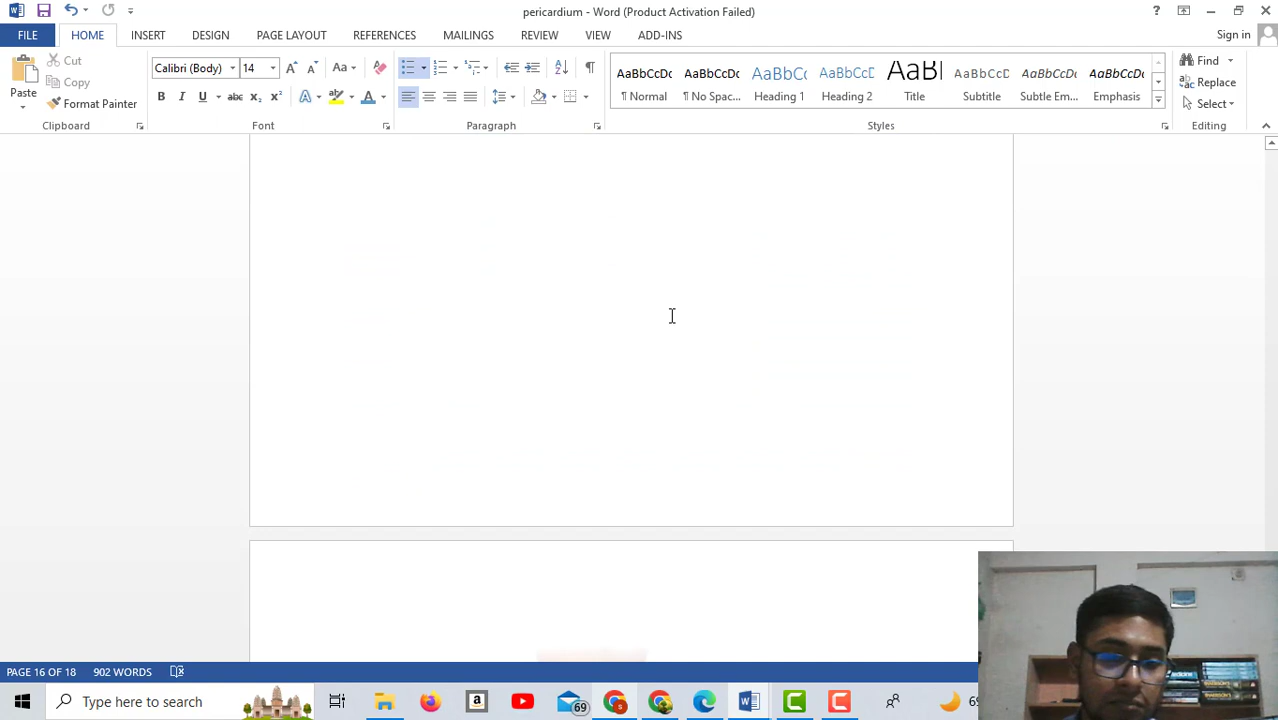 pericardium - Word (Product Activation Failed)
FILE HOME INSERT DESIGN PAGE LAYOUT REFERENCES MAILINGS REVIEW VIEW ADD-INS Sign in
Paste
Cut
Copy
Format Painter
Clipboard
Calibri (Body) 14
Font
Paragraph
AaBbCcDc AaBbCcDc AaBbCc AaBbCcD AaBl AaBbCcD AaBbCcDc AaBbCcDc
¶ Normal ¶ No Spac... Heading 1 Heading 2 Title Subtitle Subtle Em... Emphasis
Styles
Find
Replace
Select
Editing
PAGE 16 OF 18 902 WORDS
Type here to search
69